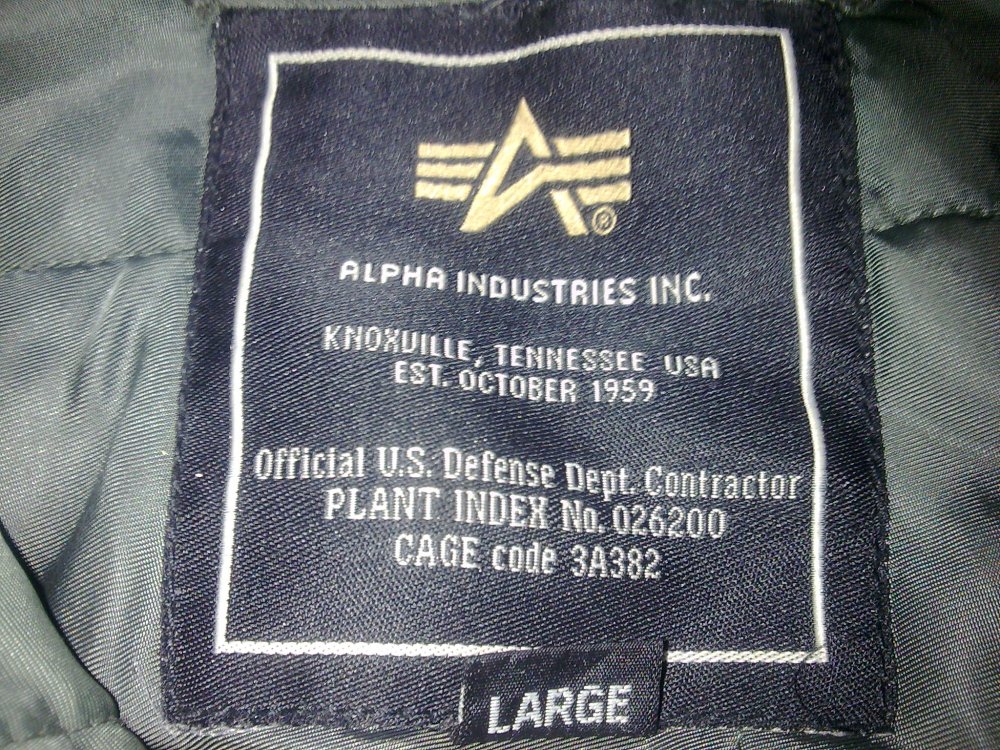 ®
ALPHA INDUSTRIES INC.
KNOXVILLE, TENNESSEE USA
EST. OCTOBER 1959
Official U.S. Defense Dept. Contractor
PLANT INDEX No. 026200
CAGE code 3A382
LARGE